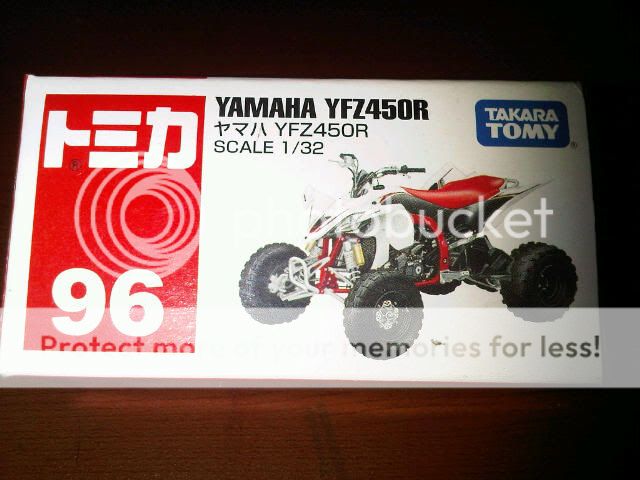 トミカ
®
96
YAMAHA YFZ450R
ヤマハ YFZ450R
SCALE 1/32
TAKARA
TOMY
®
photobucket
Protect more of your memories for less!